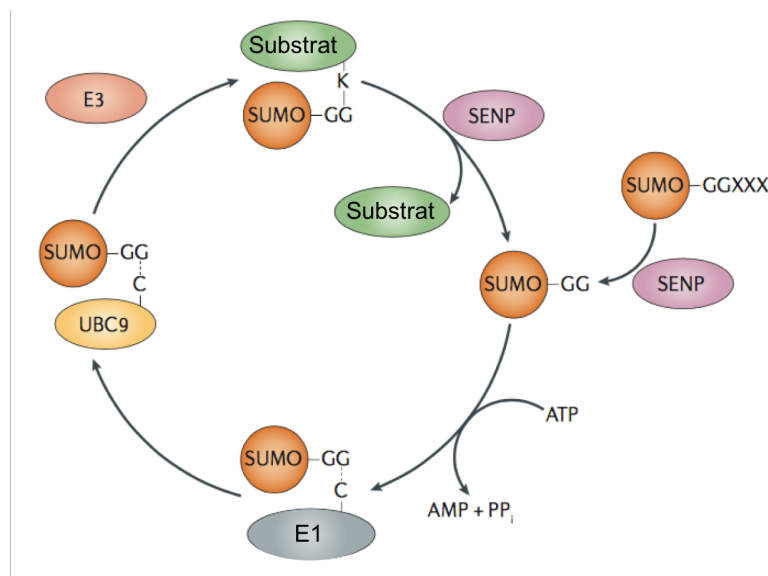 Substrat
K
SUMO–GG
E3
SENP
Substrat
SUMO–GGXXX
SENP
SUMO–GG
SUMO–GG
C
UBC9
ATP
AMP + PPi
SUMO–GG
C
E1